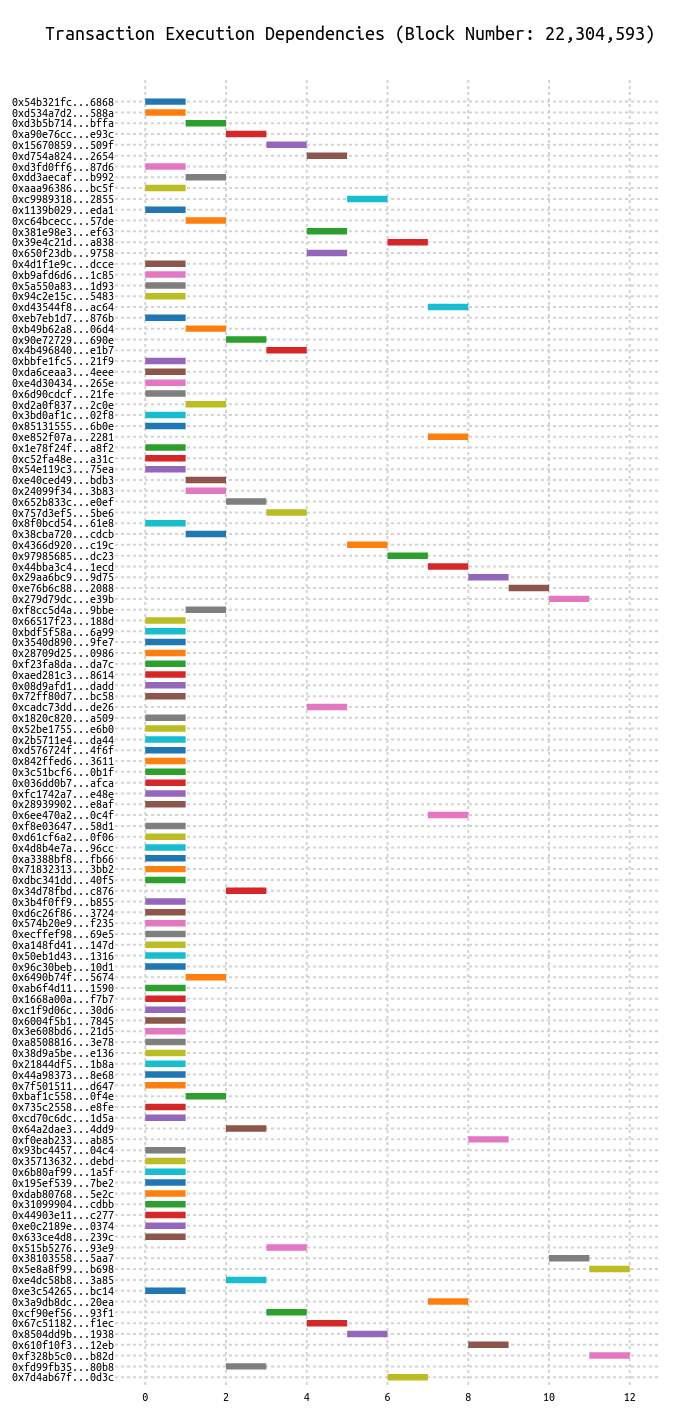 Transaction Execution Dependencies (Block Number: 22,304,593)
0x54b321fc...6868
0xd534a7d2...588a
0xd3b5b714...bffa
0xa90e76cc...e93c
0x15670859...509f
0xd754a824...2654
0xd3fd0ff6...87d6
0xdd3aecaf...b992
0xaaa96386...bc5f
0xc9989318...2855
0x1139b029...eda1
0xc64bcecc...57de
0x381e98e3...ef63
0x39e4c21d...a838
0x650f23db...9758
0x4d1f1e9c...dcce
0xb9afd6d6...1c85
0x5a550a83...1d93
0x94c2e15c...5483
0xd43544f8...ac64
0xeb7eb1d7...876b
0xb49b62a8...06d4
0x90e72729...690e
0x4b496840...e1b7
0xbbfe1fc5...21f9
0xda6ceaa3...4eee
0xe4d30434...265e
0x6d90cdcf...21fe
0xd2a0f837...2c0e
0x3bd0af1c...02f8
0x85131555...6b0e
0xe852f07a...2281
0x1e78f24f...a8f2
0xc52fa48e...a31c
0x54e119c3...75ea
0xe40ced49...bdb3
0x24099f34...3b83
0x652b833c...e0ef
0x757d3ef5...5be6
0x8f0bcd54...61e8
0x38cba720...cdcb
0x4366d920...c19c
0x97985685...dc23
0x44bba3c4...1ecd
0x29aa6bc9...9d75
0xe76b6c88...2088
0x279d79dc...e39b
0xf8cc5d4a...9bbe
0x66517f23...188d
0xbdf5f58a...6a99
0x3540d890...9fe7
0x28709d25...0986
0xf23fa8da...da7c
0xaed281c3...8614
0x08d9afd1...dadd
0x72ff80d7...bc58
0xcadc73dd...de26
0x1820c820...a509
0x52be1755...e6b0
0x2b5711e4...da44
0xd576724f...4f6f
0x842ffed6...3611
0x3c51bcf6...0b1f
0x036dd0b7...afca
0xfc1742a7...e48e
0x28939902...e8af
0x6ee470a2...0c4f
0xf8e03647...58d1
0xd61cf6a2...0f06
0x4d8b4e7a...96cc
0xa3388bf8...fb66
0x71832313...3bb2
0xdbc341dd...40f5
0x34d78fbd...c876
0x3b4f0ff9...b855
0xd6c26f86...3724
0x574b20e9...f235
0xecffef98...69e5
0xa148fd41...147d
0x50eb1d43...1316
0x96c30beb...10d1
0x6490b74f...5674
0xab6f4d11...1590
0x1668a00a...f7b7
0xc1f9d06c...30d6
0x6004f5b1...7845
0x3e608bd6...21d5
0xa8508816...3e78
0x38d9a5be...e136
0x21844df5...1b8a
0x44a98373...8e68
0x7f501511...d647
0xbaf1c558...0f4e
0x735c2558...e8fe
0xcd70c6dc...1d5a
0x64a2dae3...4dd9
0xf0eab233...ab85
0x93bc4457...04c4
0x35713632...debd
0x6b80af99...1a5f
0x195ef539...7be2
0xdab80768...5e2c
0x31099904...cdbb
0x44903e11...c277
0xe0c2189e...0374
0x633ce4d8...239c
0x515b5276...93e9
0x38103558...5aa7
0x5e8a8f99...b698
0xe4dc58b8...3a85
0xe3c54265...bc14
0x3a9db8dc...20ea
0xcf90ef56...93f1
0x67c51182...f1ec
0x8504dd9b...1938
0x610f10f3...12eb
0xf328b5c0...b82d
0xfd99fb35...80b8
0x7d4ab67f...0d3c
0 2 4 6 8 10 12